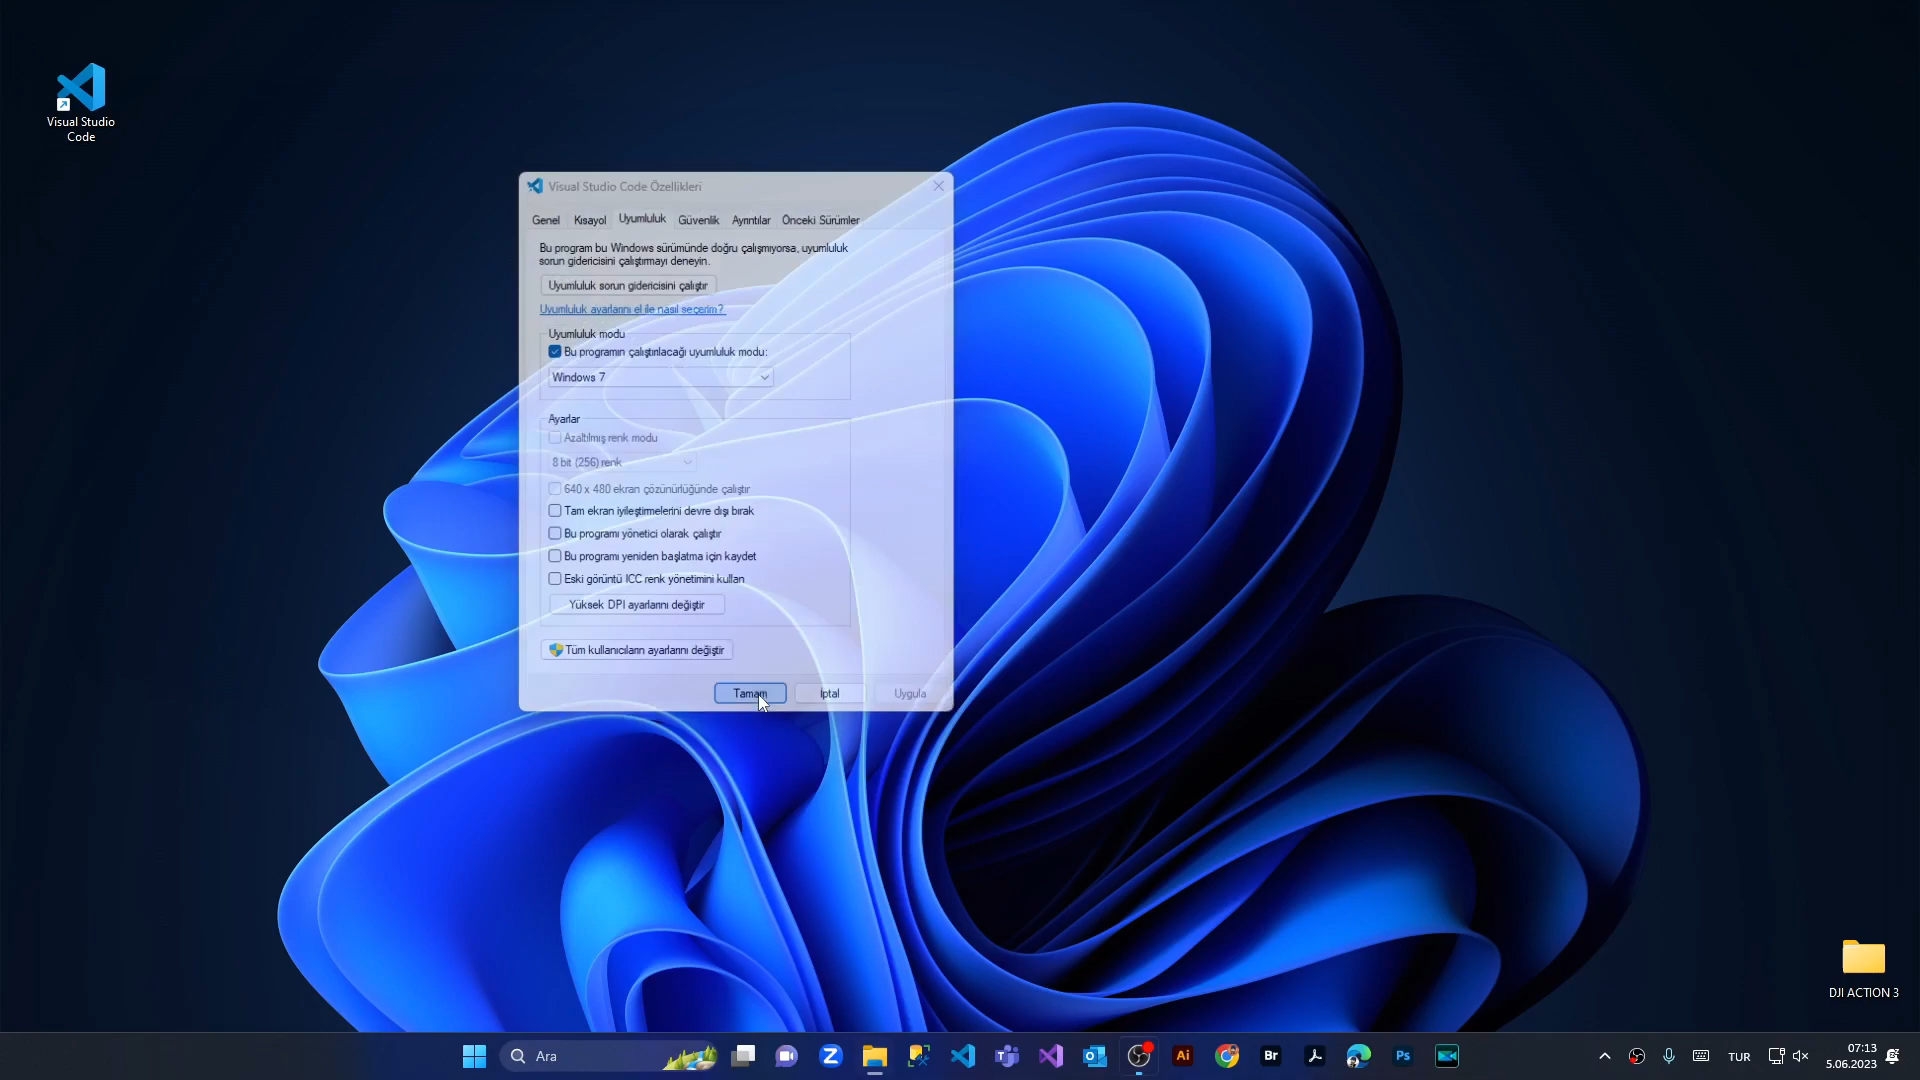 Visual Studio
Code
Visual Studio Code Özellikleri
Genel Kısayol Uyumluluk Güvenlik Ayrıntılar Önceki Sürümler
Bu program bu Windows sürümünde doğru çalışmıyorsa, uyumluluk
sorun gidericisini çalıştırmayı deneyin.
Uyumluluk sorun gidericisini çalıştır
Uyumluluk ayarlarını el ile nasıl seçerim?
Uyumluluk modu
Bu programın çalıştırılacağı uyumluluk modu:
Windows 7
Ayarlar
Azaltılmış renk modu
8 bit (256) renk
640 x 480 ekran çözünürlüğünde çalıştır
Tam ekran iyileştirmelerini devre dışı bırak
Bu programı yönetici olarak çalıştır
Bu programı yeniden başlatma için kaydet
Eski görüntü ICC renk yönetimini kullan
Yüksek DPI ayarlarını değiştir
Tüm kullanıcıların ayarlarını değiştir
Tamam İptal Uygula
DJI ACTION 3
Ara
Z
Ai
Br
Ps
TUR
07:13
5.06.2023